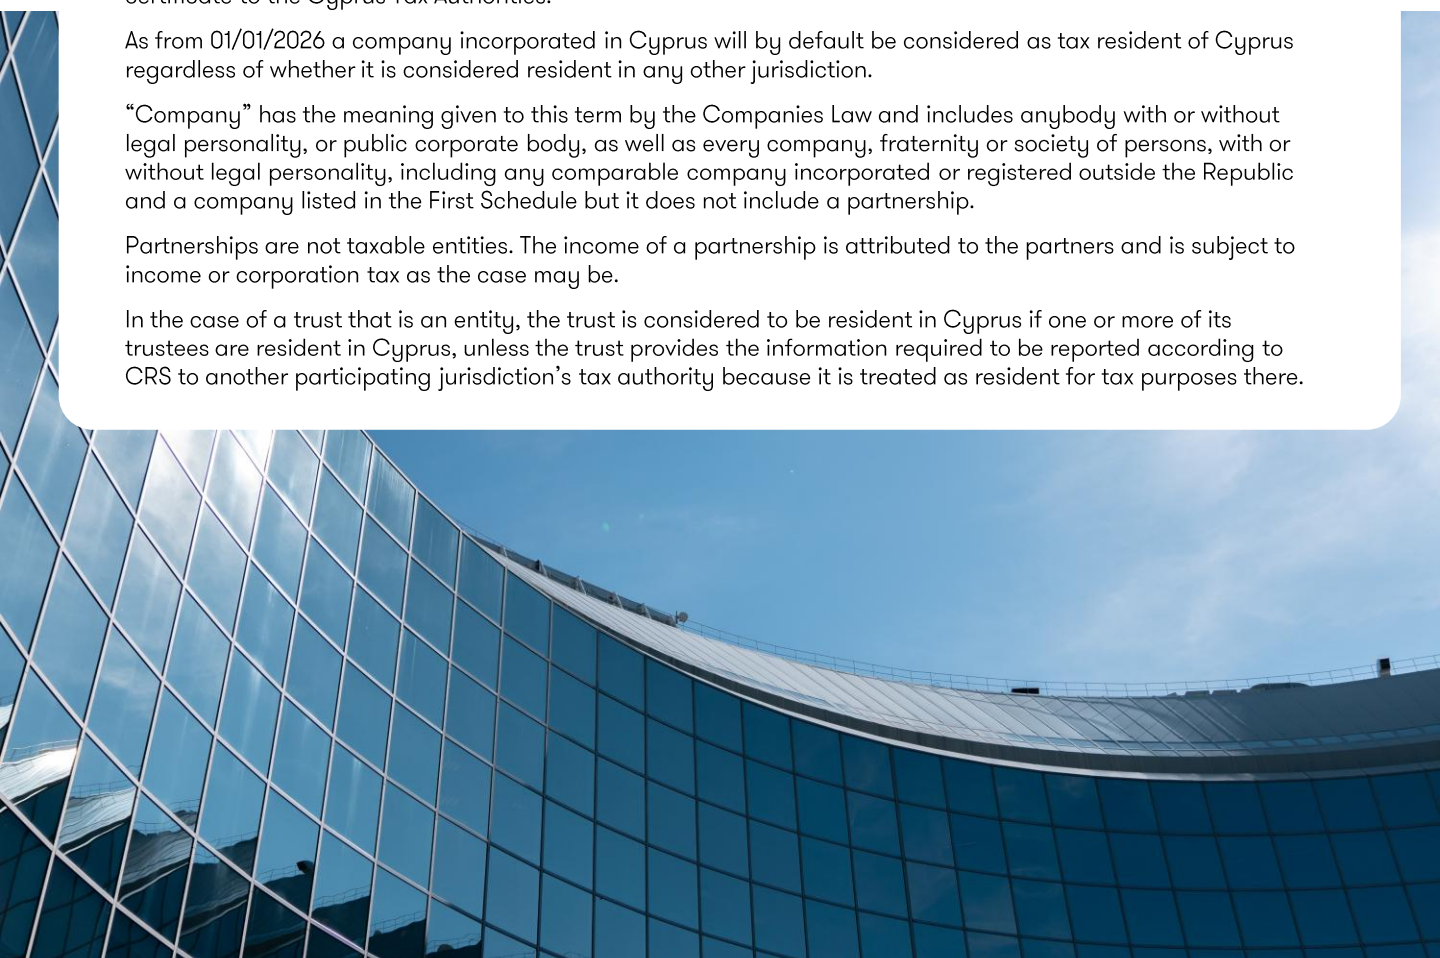 certificate to the Cyprus Tax Authorities.
As from 01/01/2026 a company incorporated in Cyprus will by default be considered as tax resident of Cyprus
regardless of whether it is considered resident in any other jurisdiction.
“Company” has the meaning given to this term by the Companies Law and includes anybody with or without
legal personality, or public corporate body, as well as every company, fraternity or society of persons, with or
without legal personality, including any comparable company incorporated or registered outside the Republic
and a company listed in the First Schedule but it does not include a partnership.
Partnerships are not taxable entities. The income of a partnership is attributed to the partners and is subject to
income or corporation tax as the case may be.
In the case of a trust that is an entity, the trust is considered to be resident in Cyprus if one or more of its
trustees are resident in Cyprus, unless the trust provides the information required to be reported according to
CRS to another participating jurisdiction’s tax authority because it is treated as resident for tax purposes there.